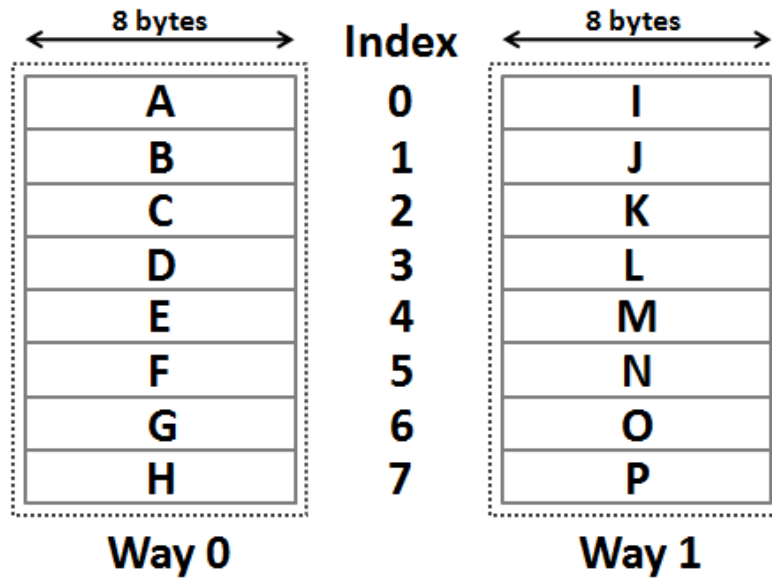 8 bytes Index 8 bytes
A 0 I
B 1 J
C 2 K
D 3 L
E 4 M
F 5 N
G 6 O
H 7 P
Way 0 Way 1